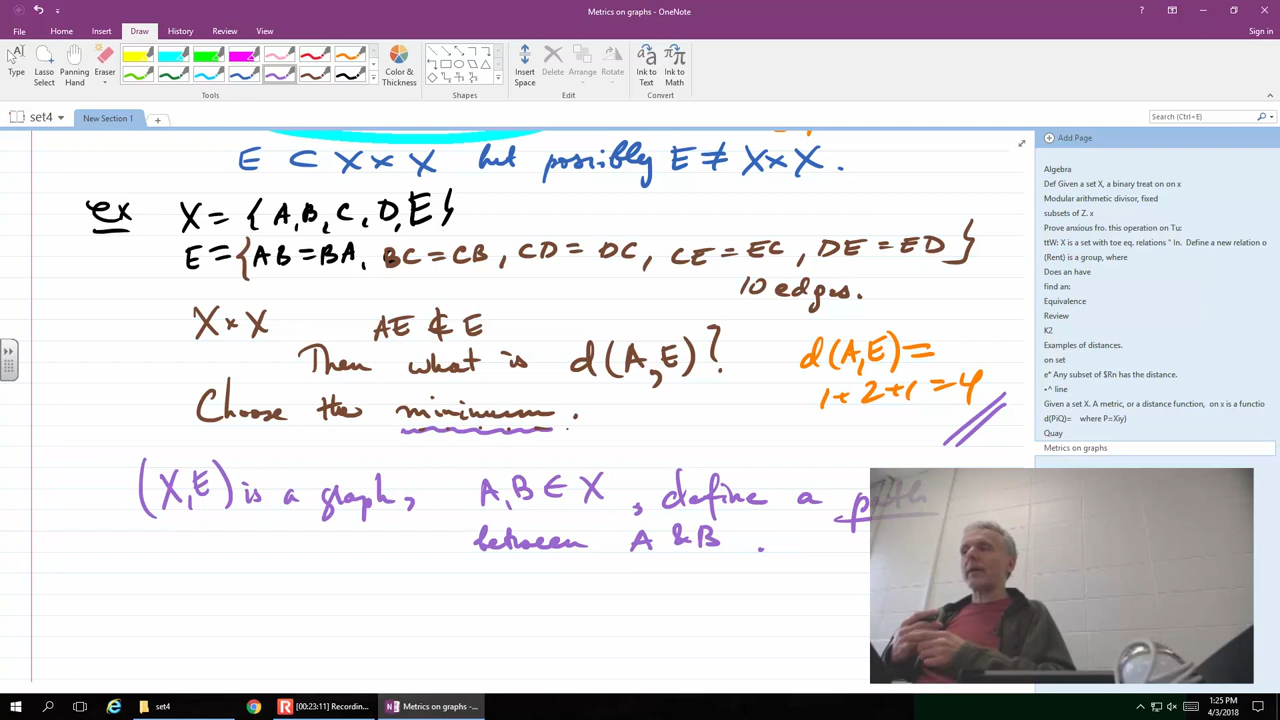 Metrics on graphs - OneNote
File Home Insert Draw History Review View
Sign in
Type
Lasso Select
Panning Hand
Eraser
Color & Thickness
Insert Space
Delete
Arrange
Rotate
Ink to Text
Ink to Math
Tools
Shapes
Edit
Convert
set4
New Section 1
Search (Ctrl+E)
E ⊂ X × X but possibly E ≠ X×X.
ex X = { A, B, C, D, E }
E = { AB = BA, BC = CB, CD = DC, CE = EC, DE = ED }
10 edges.
X × X AE ∉ E
Then what is d(A,E)?
d(A,E) =
1 + 2 + 1 = 4
Choose the minimum.
(X,E) is a graph, A,B ∈ X, define a path
between A & B.
Add Page
Algebra
Def Given a set X, a binary treat on on x
Modular arithmetic divisor, fixed
subsets of Z. x
Prove anxious fro. this operation on Tu:
ttW: X is a set with toe eq. relations " ln. Define a new relation o
(Rent) is a group, where
Does an have
find an:
Equivalence
Review
K2
Examples of distances.
on set
e* Any subset of $Rn has the distance.
•^ line
Given a set X. A metric, or a distance function, on x is a functio
d(PiQ)= where P=Xiy)
Quay
Metrics on graphs
set4
[00:23:11] Recordin...
Metrics on graphs -...
1:25 PM
4/3/2018